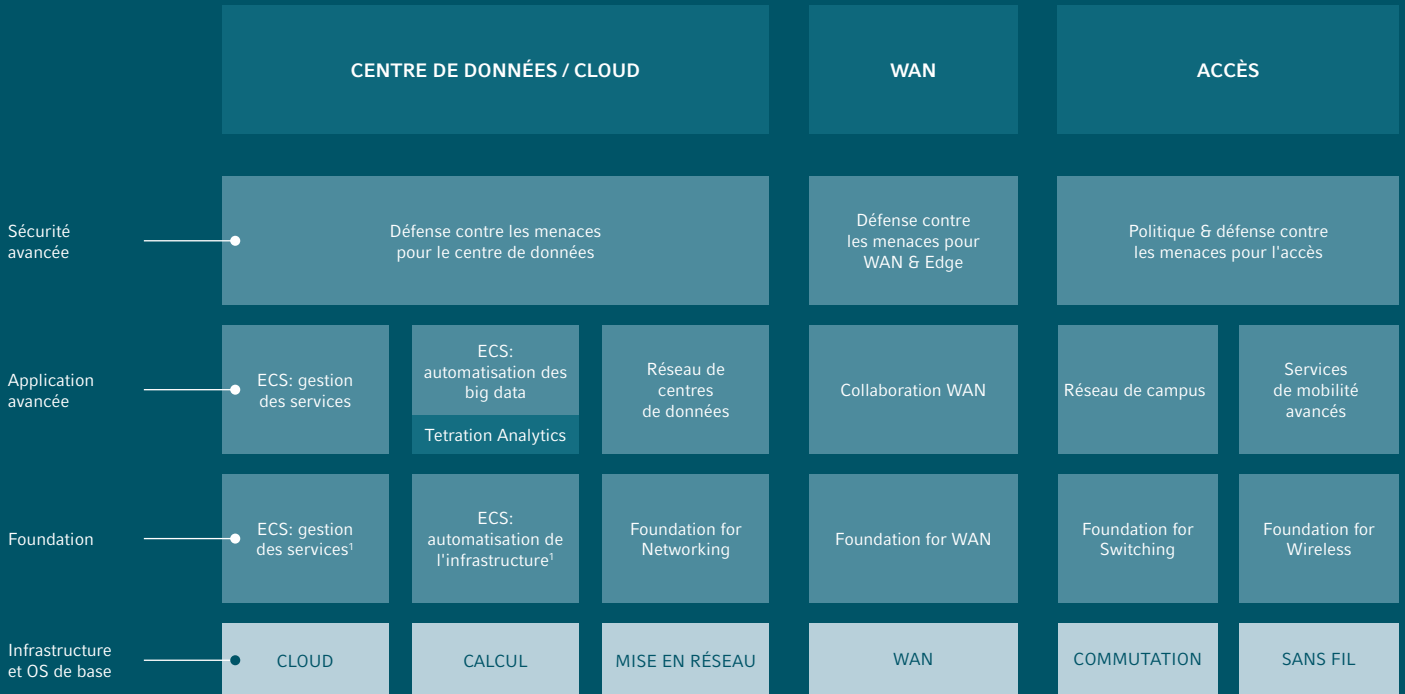 CENTRE DE DONNÉES / CLOUD
WAN
ACCÈS
Sécurité
avancée
Défense contre les menaces
pour le centre de données
Défense contre
les menaces pour
WAN & Edge
Politique & défense contre
les menaces pour l'accès
Application
avancée
ECS: gestion
des services
ECS:
automatisation des
big data
Tetration Analytics
Réseau de
centres
de données
Collaboration WAN
Réseau de campus
Services
de mobilité
avancés
Foundation
ECS: gestion
des services¹
ECS:
automatisation de
l'infrastructure¹
Foundation for
Networking
Foundation for WAN
Foundation for
Switching
Foundation for
Wireless
Infrastructure
et OS de base
CLOUD
CALCUL
MISE EN RÉSEAU
WAN
COMMUTATION
SANS FIL